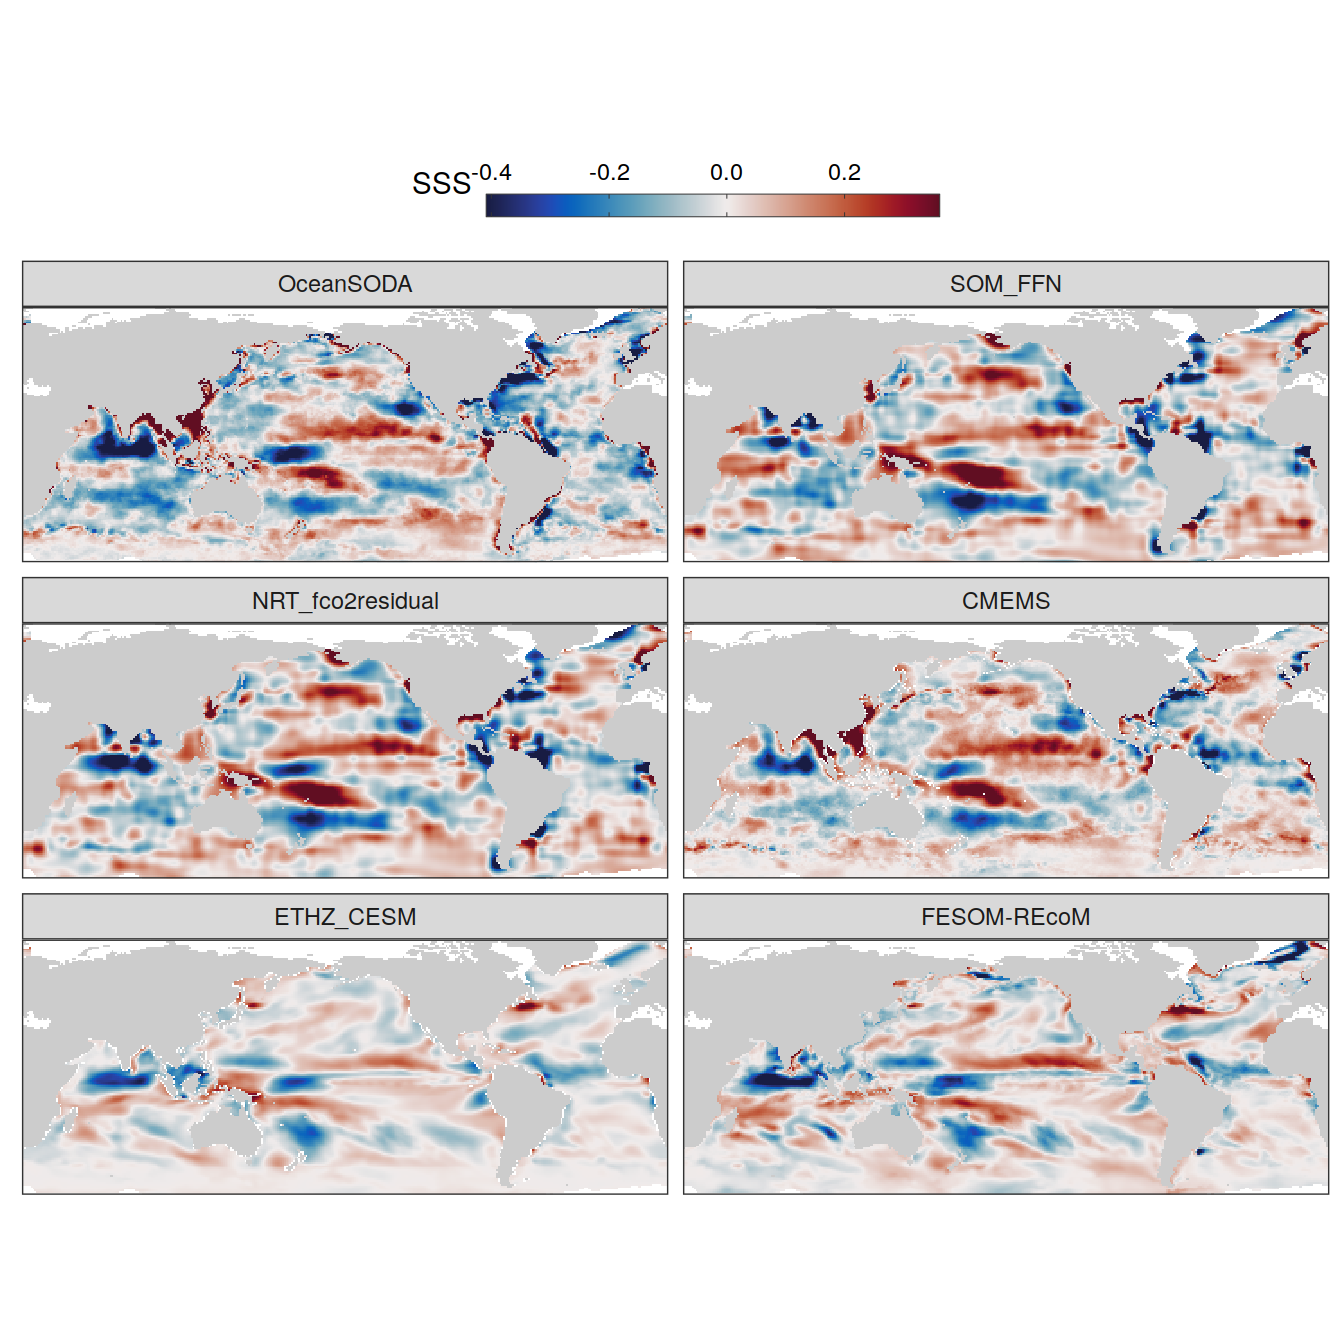 SSS -0.4 -0.2 0.0 0.2
OceanSODA SOM_FFN
NRT_fco2residual CMEMS
ETHZ_CESM FESOM-REcoM